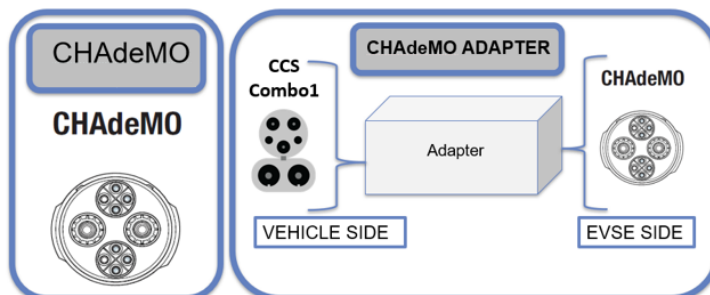 CHAdeMO
CHAdeMO
CHAdeMO ADAPTER
CCS
Combo1
Adapter
CHAdeMO
VEHICLE SIDE
EVSE SIDE